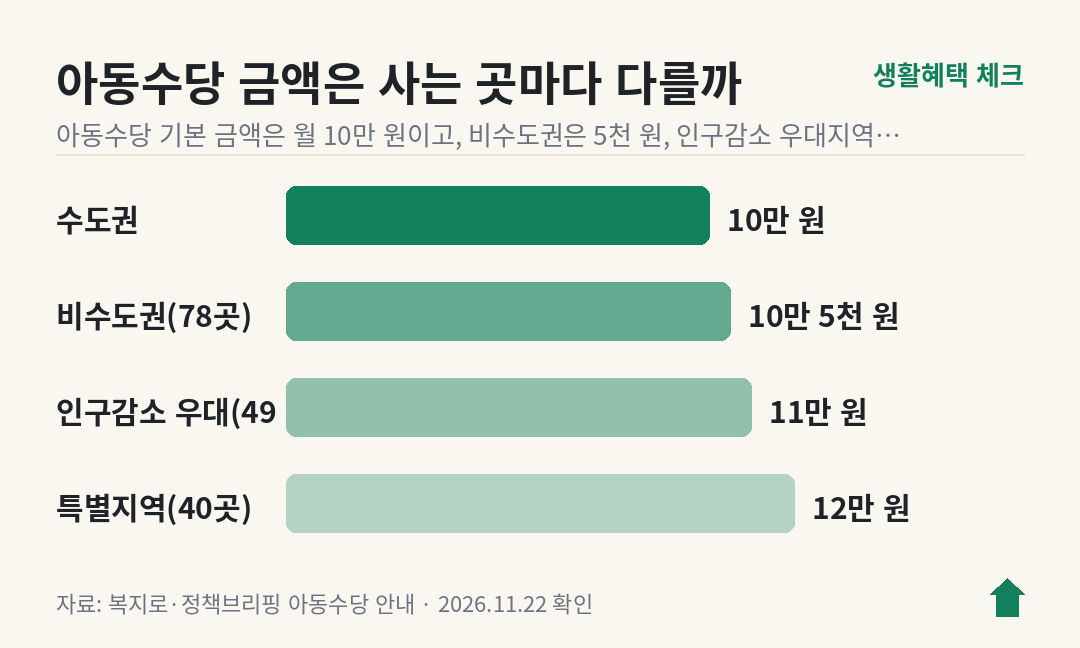 아동수당 금액은 사는 곳마다 다를까
생활혜택 체크
아동수당 기본 금액은 월 10만 원이고, 비수도권은 5천 원, 인구감소 우대지역…
수도권
10만 원
비수도권(78곳)
10만 5천 원
인구감소 우대(49
11만 원
특별지역(40곳)
12만 원
자료: 복지로·정책브리핑 아동수당 안내 · 2026.11.22 확인